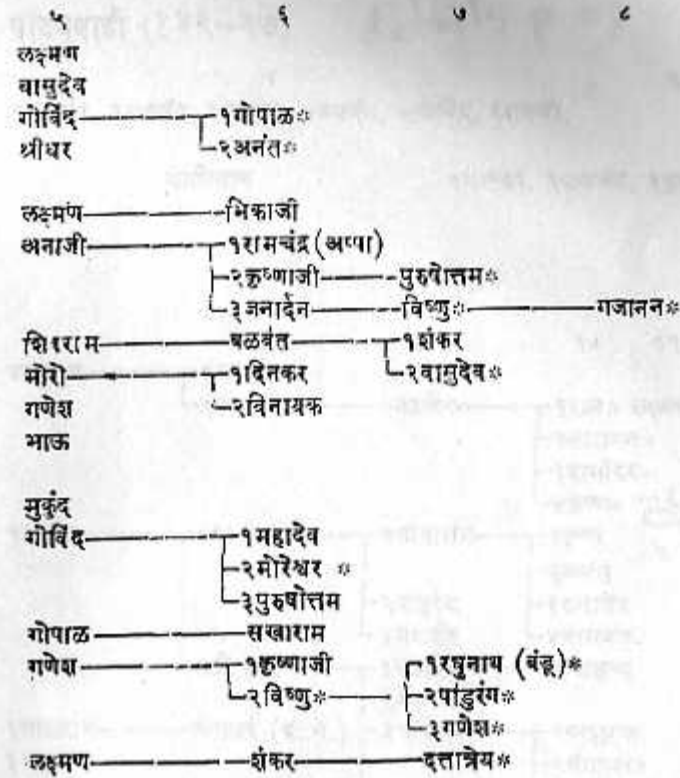 ५ ६ ७ ८
लक्ष्मण
वासुदेव
गोविंद १गोपाळ*
श्रीधर २अनंत*
लक्ष्मण भिकाजी
अनाजी १रामचंद्र (अप्पा)
२कृष्णाजी पुरुषोत्तम*
३जनार्दन विष्णु* गजानन*
शिवराम बळवंत १शंकर
२वासुदेव*
मोरो १दिनकर
गणेश २विनायक
भाऊ
मुकुंद
गोविंद १महादेव
२मोरेश्वर *
३पुरुषोत्तम
गोपाळ सखाराम
गणेश १कृष्णाजी १रघुनाथ (बंडू)*
२विष्णु* २पांडुरंग*
३गणेश*
लक्ष्मण शंकर दत्तात्रेय*